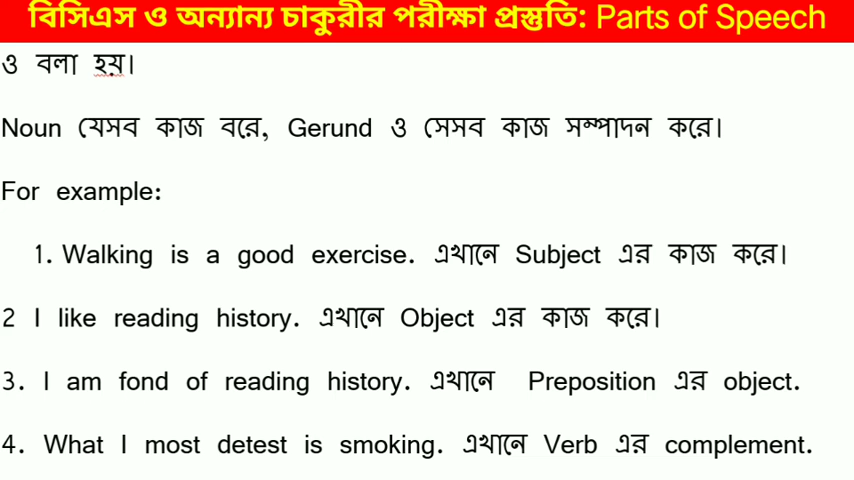 বিসিএস ও অন্যান্য চাকুরীর পরীক্ষা প্রস্তুতি: Parts of Speech
ও বলা হয়।
Noun যেসব কাজ বরে, Gerund ও সেসব কাজ সম্পাদন করে।
For example:
1. Walking is a good exercise. এখানে Subject এর কাজ করে।
2 I like reading history. এখানে Object এর কাজ করে।
3. I am fond of reading history. এখানে Preposition এর object.
4. What I most detest is smoking. এখানে Verb এর complement.